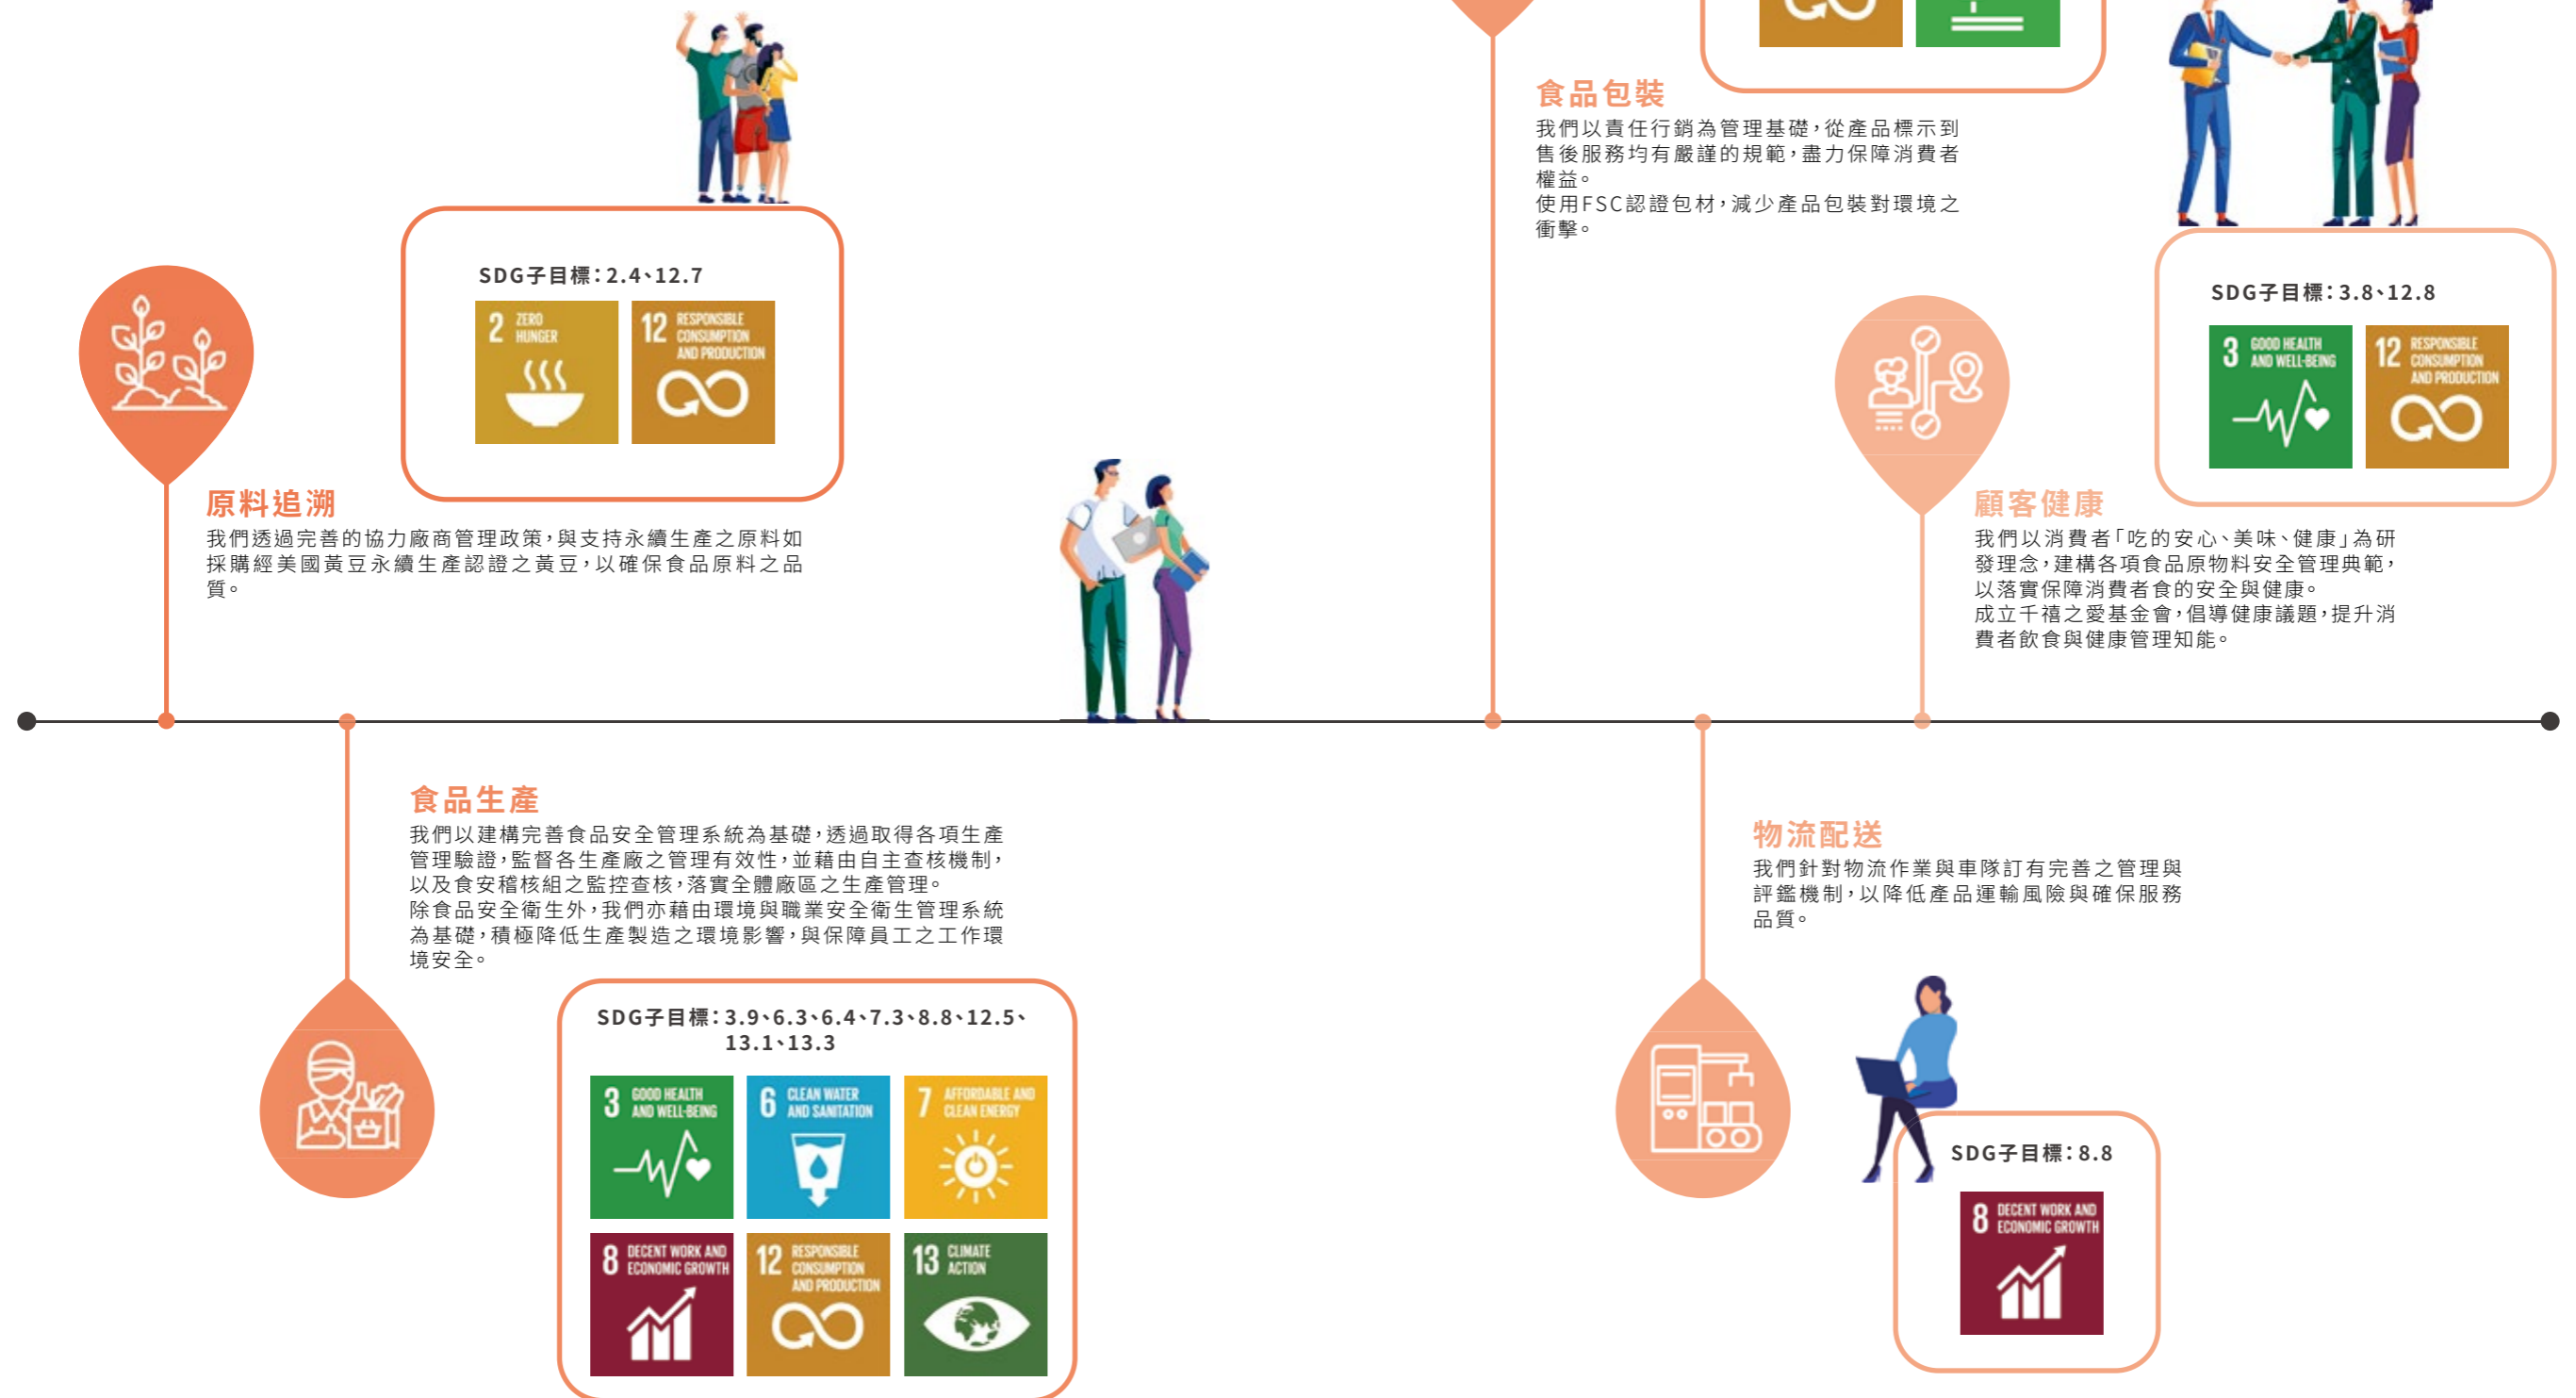 SDG子目標：2.4、12.7
2 ZERO
HUNGER
12 RESPONSIBLE
CONSUMPTION
AND PRODUCTION
原料追溯
我們透過完善的協力廠商管理政策，與支持永續生產之原料如
採購經美國黃豆永續生產認證之黃豆，以確保食品原料之品
質。
食品生產
我們以建構完善食品安全管理系統為基礎，透過取得各項生產
管理驗證，監督各生產廠之管理有效性，並藉由自主查核機制，
以及食安稽核組之監控查核，落實全體廠區之生產管理。
除食品安全衛生外，我們亦藉由環境與職業安全衛生管理系統
為基礎，積極降低生產製造之環境影響，與保障員工之工作環
境安全。
SDG子目標：3.9、6.3、6.4、7.3、8.8、12.5、
13.1、13.3
3 GOOD HEALTH
AND WELL-BEING
6 CLEAN WATER
AND SANITATION
7 AFFORDABLE AND
CLEAN ENERGY
8 DECENT WORK AND
ECONOMIC GROWTH
12 RESPONSIBLE
CONSUMPTION
AND PRODUCTION
13 CLIMATE
ACTION
食品包裝
我們以責任行銷為管理基礎，從產品標示到
售後服務均有嚴謹的規範，盡力保障消費者
權益。
使用FSC認證包材，減少產品包裝對環境之
衝擊。
物流配送
我們針對物流作業與車隊訂有完善之管理與
評鑑機制，以降低產品運輸風險與確保服務
品質。
SDG子目標：8.8
8 DECENT WORK AND
ECONOMIC GROWTH
SDG子目標：3.8、12.8
3 GOOD HEALTH
AND WELL-BEING
12 RESPONSIBLE
CONSUMPTION
AND PRODUCTION
顧客健康
我們以消費者「吃的安心、美味、健康」為研
發理念，建構各項食品原物料安全管理典範，
以落實保障消費者食的安全與健康。
成立千禧之愛基金會，倡導健康議題，提升消
費者飲食與健康管理知能。